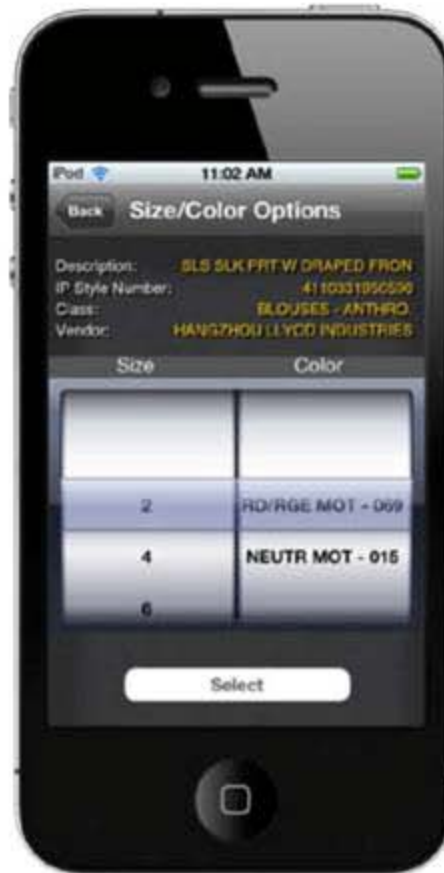 iPod 11:02 AM
Back Size/Color Options
Description: SLS SLK PRT W DRAPED FRON
IP Style Number: 4110331050590
Class: BLOUSES - ANTHRO.
Vendor: HANGZHOU LLYCO INDUSTRIES
Size Color
2 RD/RGE MOT - 069
4 NEUTR MOT - 015
6
Select